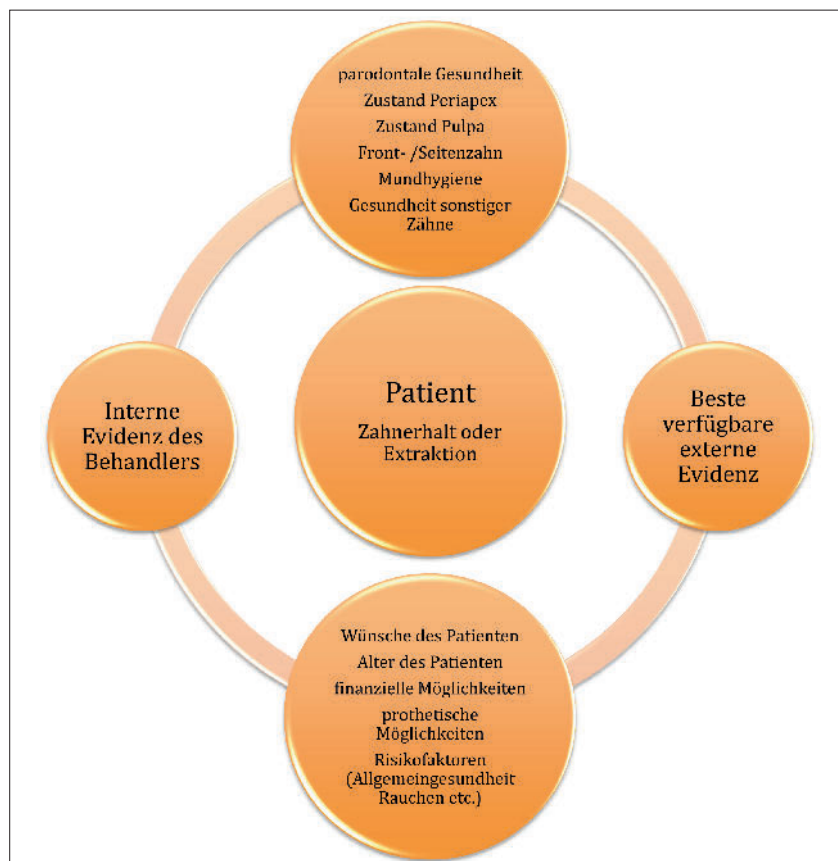 parodontale Gesundheit
Zustand Periapex
Zustand Pulpa
Front- /Seitenzahn
Mundhygiene
Gesundheit sonstiger
Zähne
Interne
Evidenz des
Behandlers
Patient
Zahnerhalt oder
Extraktion
Beste
verfügbare
externe
Evidenz
Wünsche des Patienten
Alter des Patienten
finanzielle Möglichkeiten
prothetische
Möglichkeiten
Risikofaktoren
(Allgemeingesundheit
Rauchen etc.)